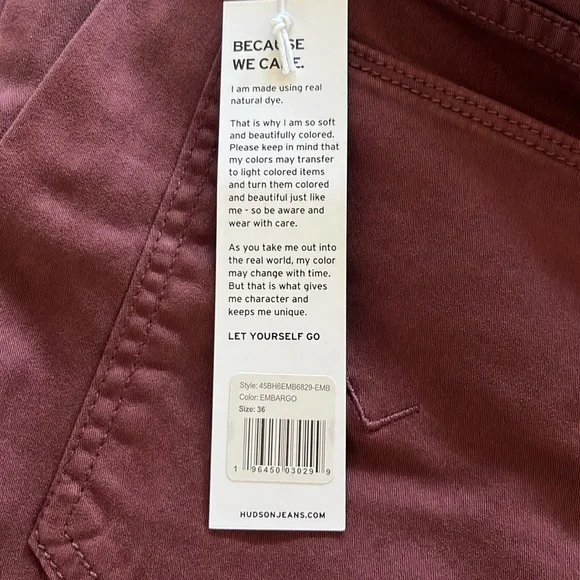 BECAUSE
WE CARE.
I am made using real
natural dye.
That is why I am so soft
and beautifully colored.
Please keep in mind that
my colors may transfer
to light colored items
and turn them colored
and beautiful just like
me - so be aware and
wear with care.
As you take me out into
the real world, my color
may change with time.
But that is what gives
me character and
keeps me unique.
LET YOURSELF GO
Style: 45BH6EMB6829-EMB
Color: EMBARGO
Size: 36
1 96450 03029 9
HUDSONJEANS.COM